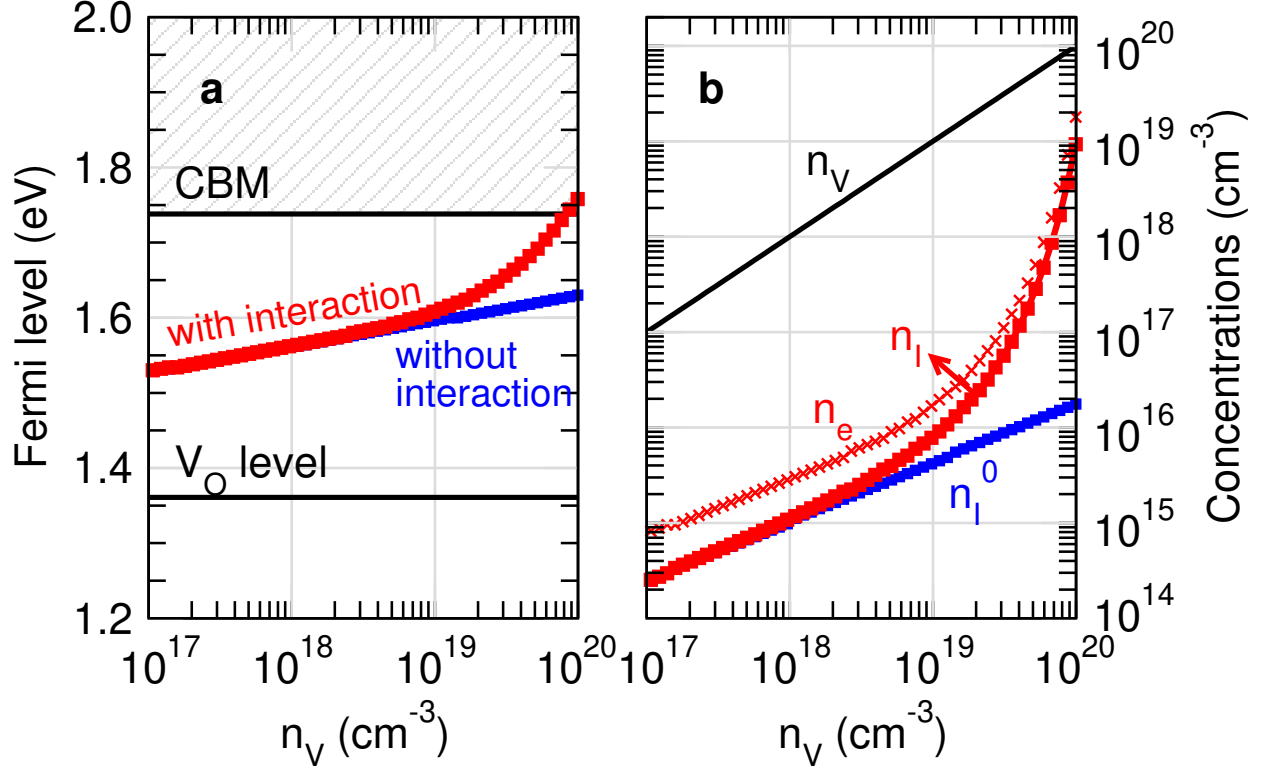 2.0
1.8
1.6
1.4
1.2
Fermi level (eV)
a
CBM
with interaction
without
interaction
V_O level
10^17
10^18
10^19
10^20
n_V (cm^-3)
b
n_V
n_I
n_e
n_I^0
10^17
10^18
10^19
10^20
n_V (cm^-3)
10^20
10^19
10^18
10^17
10^16
10^15
10^14
Concentrations (cm^-3)